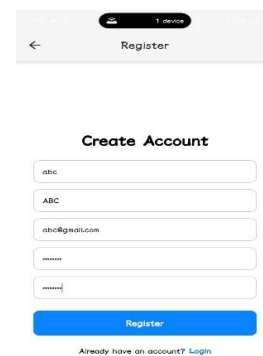 1 device
Register
Create Account
abc
ABC
abc@gmail.com
••••••••
••••••••
Register
Already have an account? Login